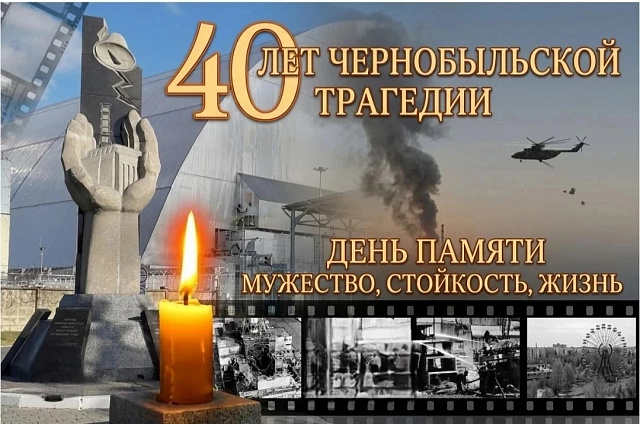 40 ЛЕТ ЧЕРНОБЫЛЬСКОЙ
ТРАГЕДИИ
ДЕНЬ ПАМЯТИ
МУЖЕСТВО, СТОЙКОСТЬ, ЖИЗНЬ